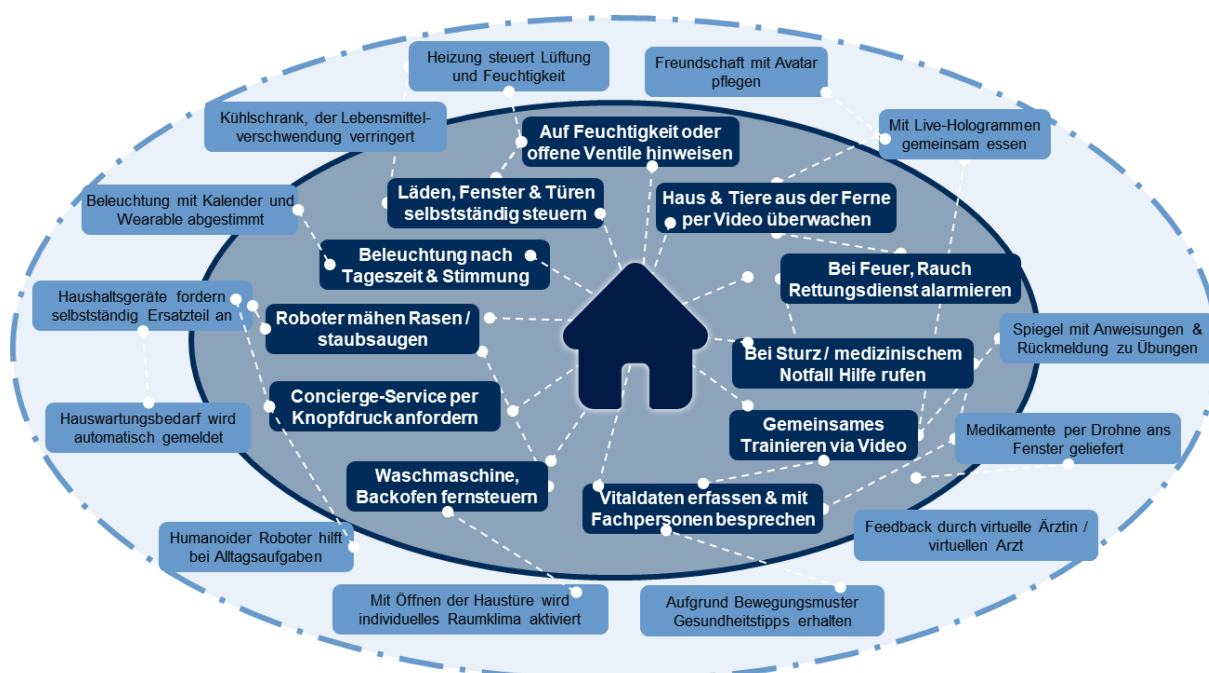 Heizung steuert Lüftung
und Feuchtigkeit
Freundschaft mit Avatar
pflegen
Kühlschrank, der Lebensmittel-
verschwendung verringert
Auf Feuchtigkeit oder
offene Ventile hinweisen
Mit Live-Hologrammen
gemeinsam essen
Beleuchtung mit Kalender und
Wearable abgestimmt
Läden, Fenster & Türen
selbstständig steuern
Haus & Tiere aus der Ferne
per Video überwachen
Beleuchtung nach
Tageszeit & Stimmung
Bei Feuer, Rauch
Rettungsdienst alarmieren
Haushaltsgeräte fordern
selbstständig Ersatzteil an
Roboter mähen Rasen /
staubsaugen
Bei Sturz / medizinischem
Notfall Hilfe rufen
Spiegel mit Anweisungen &
Rückmeldung zu Übungen
Hauswartungsbedarf wird
automatisch gemeldet
Concierge-Service per
Knopfdruck anfordern
Gemeinsames
Trainieren via Video
Medikamente per Drohne ans
Fenster geliefert
Waschmaschine,
Backofen fernsteuern
Vitaldaten erfassen & mit
Fachpersonen besprechen
Humanoider Roboter hilft
bei Alltagsaufgaben
Feedback durch virtuelle Ärztin /
virtuellen Arzt
Mit Öffnen der Haustüre wird
individuelles Raumklima aktiviert
Aufgrund Bewegungsmuster
Gesundheitstipps erhalten